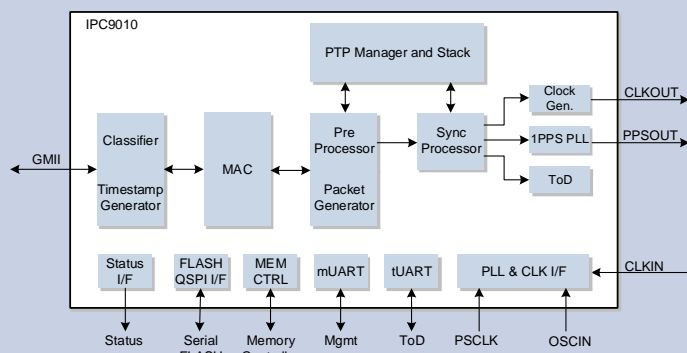 IPC9010
PTP Manager and Stack
Clock
Gen.
CLKOUT
Classifier
Timestamp
Generator
GMII
MAC
Pre
Processor
Packet
Generator
Sync
Processor
1PPS PLL
PPSOUT
ToD
Status
I/F
FLASH
QSPI I/F
MEM
CTRL
mUART
tUART
PLL & CLK I/F
CLKIN
Status
Serial
FLASH
Memory
Controller
Mgmt
ToD
PSCLK
OSCIN